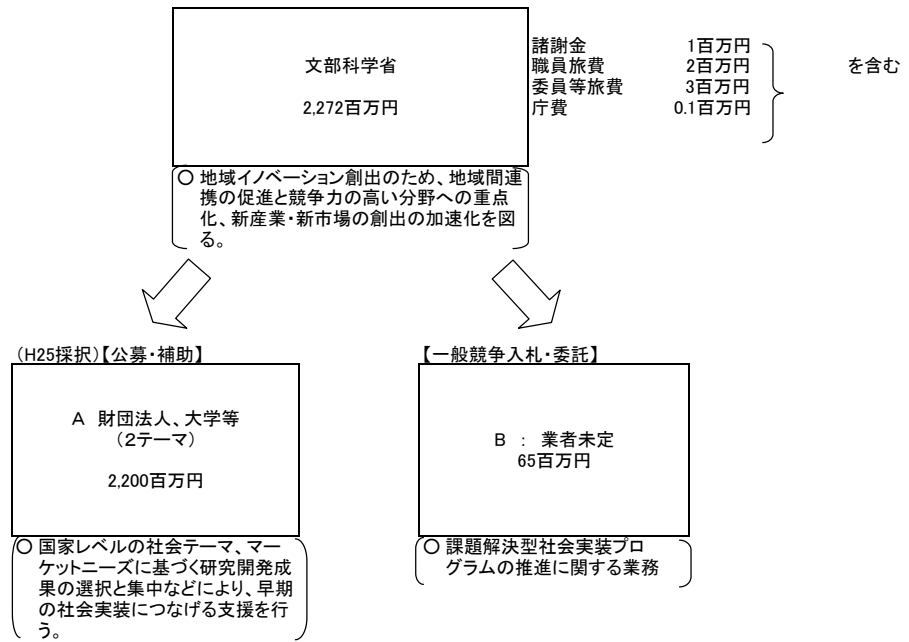 文部科学省
2,272百万円
諸謝金 1百万円
職員旅費 2百万円
委員等旅費 3百万円
庁費 0.1百万円
を含む
○ 地域イノベーション創出のため、地域間連
携の促進と競争力の高い分野への重点
化、新産業・新市場の創出の加速化を図
る。
(H25採択)【公募・補助】
A 財団法人、大学等
(2テーマ)
2,200百万円
○ 国家レベルの社会テーマ、マー
ケットニーズに基づく研究開発成
果の選択と集中などにより、早期
の社会実装につなげる支援を行
う。
【一般競争入札・委託】
B : 業者未定
65百万円
○ 課題解決型社会実装プロ
グラムの推進に関する業務